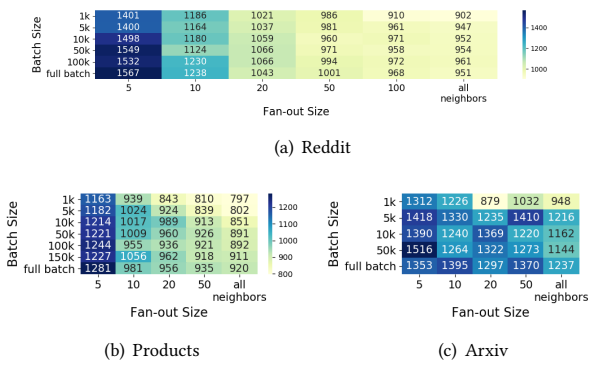 Batch Size
1k 1401 1186 1021 986 910 902
5k 1400 1164 1037 981 961 947
10k 1498 1180 1059 960 971 952
50k 1549 1124 1066 971 958 954
100k 1532 1230 1066 994 972 961
full batch 1567 1238 1043 1001 968 951
5 10 20 50 100 all neighbors
Fan-out Size
1400
1200
1000
(a) Reddit
Batch Size
1k 1163 939 843 810 797
5k 1182 1024 924 839 802
10k 1214 1017 989 913 851
50k 1221 1009 960 926 891
100k 1244 955 936 921 892
150k 1227 1056 962 918 911
full batch 1281 981 956 935 920
5 10 20 50 all neighbors
Fan-out Size
1200
1100
1000
900
800
(b) Products
Batch Size
1k 1312 1226 879 1032 948
5k 1418 1330 1235 1410 1216
10k 1390 1240 1369 1220 1162
50k 1516 1264 1322 1273 1144
full batch 1353 1395 1297 1370 1237
5 10 20 50 all neighbors
Fan-out Size
(c) Arxiv